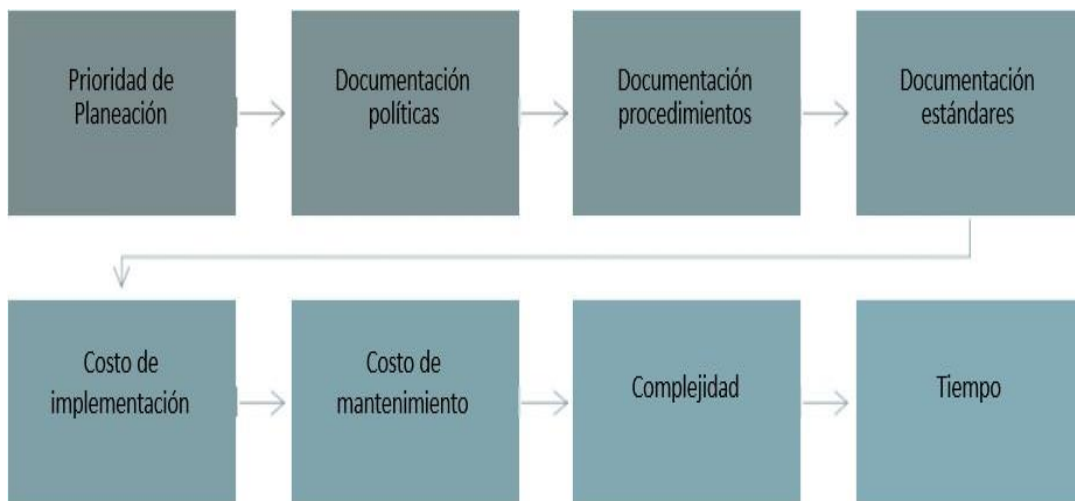 Prioridad de
Planeación
Documentación
políticas
Documentación
procedimientos
Documentación
estándares
Costo de
implementación
Costo de
mantenimiento
Complejidad
Tiempo